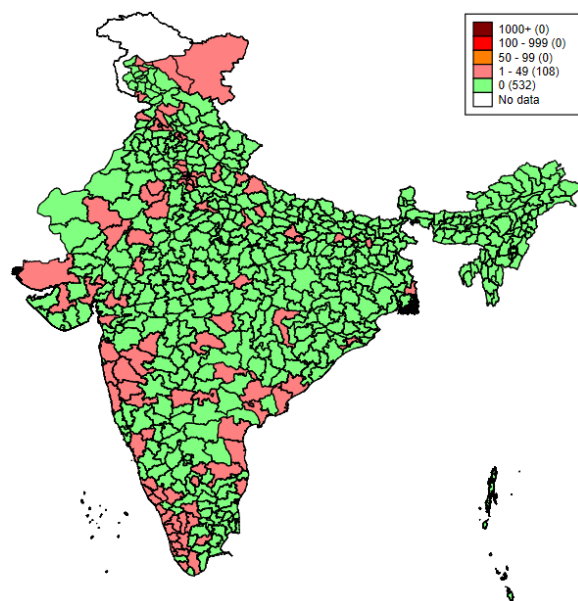 1000+ (0)
100 - 999 (0)
50 - 99 (0)
1 - 49 (108)
0 (532)
No data